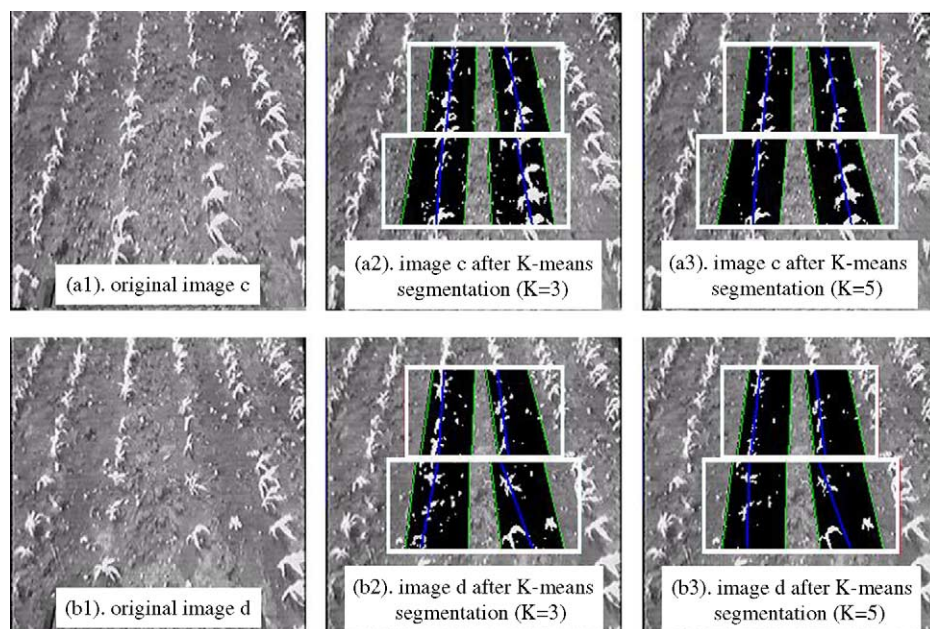 (a1). original image c
(a2). image c after K-means
segmentation (K=3)
(a3). image c after K-means
segmentation (K=5)
(b1). original image d
(b2). image d after K-means
segmentation (K=3)
(b3). image d after K-means
segmentation (K=5)